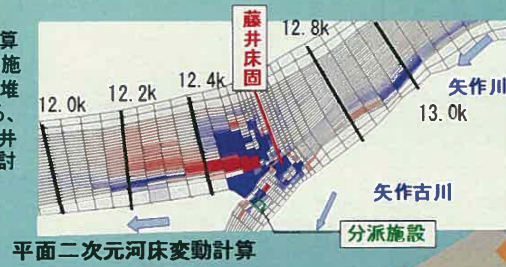 算
施
堆
る、
井
討
藤井床固
12.0k
12.2k
12.4k
12.8k
13.0k
矢作川
矢作古川
分派施設
平面二次元河床変動計算